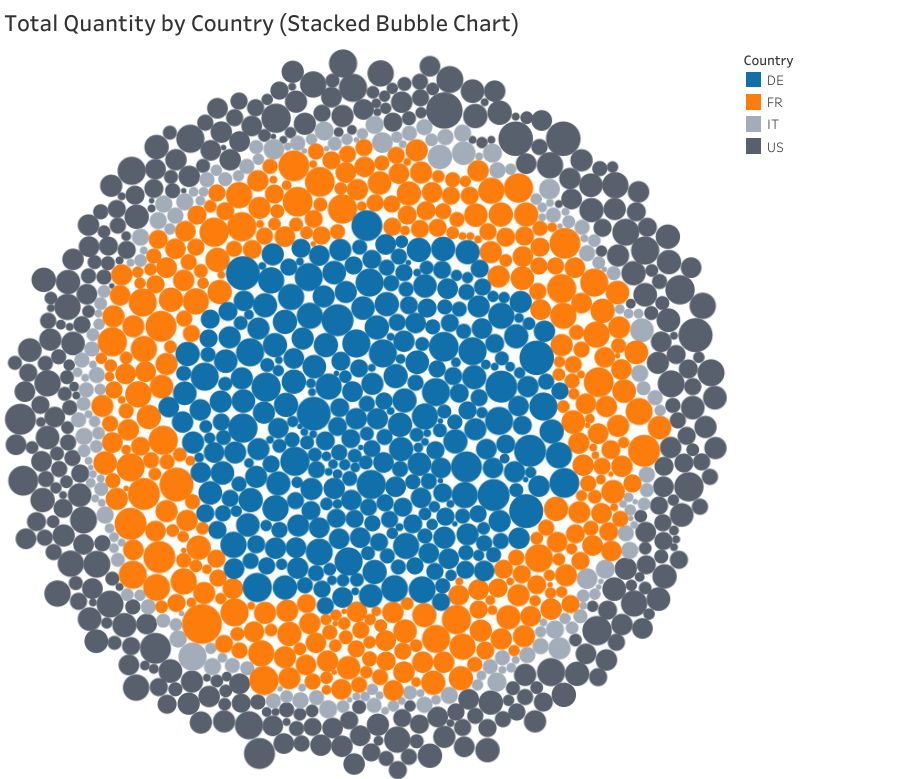 Total Quantity by Country (Stacked Bubble Chart)
Country
DE
FR
IT
US